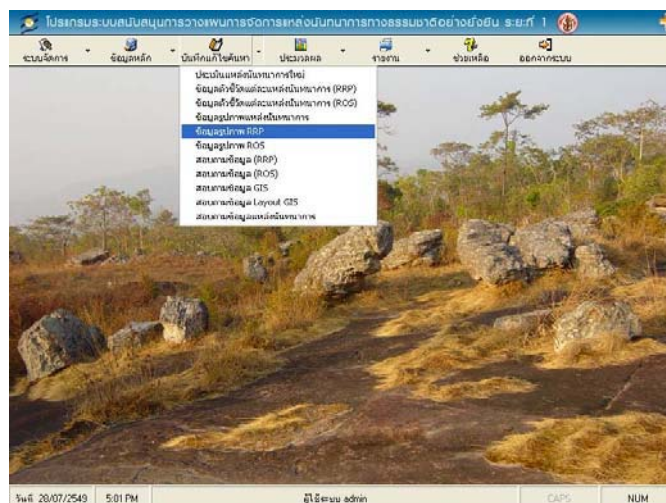 โปรแกรมระบบสนับสนุนการวางแผนการจัดการแหล่งนันทนาการทางธรรมชาติอย่างยั่งยืน ระยะที่ 1
ระบบจัดการ ข้อมูลหลัก บันทึกแก้ไขค้นหา ประมวลผล รายงาน ช่วยเหลือ ออกจากระบบ
ประเมินแหล่งนันทนาการใหม่
ข้อมูลตัวชี้วัดแต่ละแหล่งนันทนาการ (RRP)
ข้อมูลตัวชี้วัดแต่ละแหล่งนันทนาการ (ROS)
ข้อมูลรูปภาพแหล่งนันทนาการ
ข้อมูลรูปภาพ RRP
ข้อมูลรูปภาพ ROS
สอบถามข้อมูล (RRP)
สอบถามข้อมูล (ROS)
สอบถามข้อมูล GIS
สอบถามข้อมูล Layout GIS
สอบถามข้อมูลแหล่งนันทนาการ
วันที่ 28/07/2549 5:01 PM ผู้ใช้ระบบ admin CAPS NUM